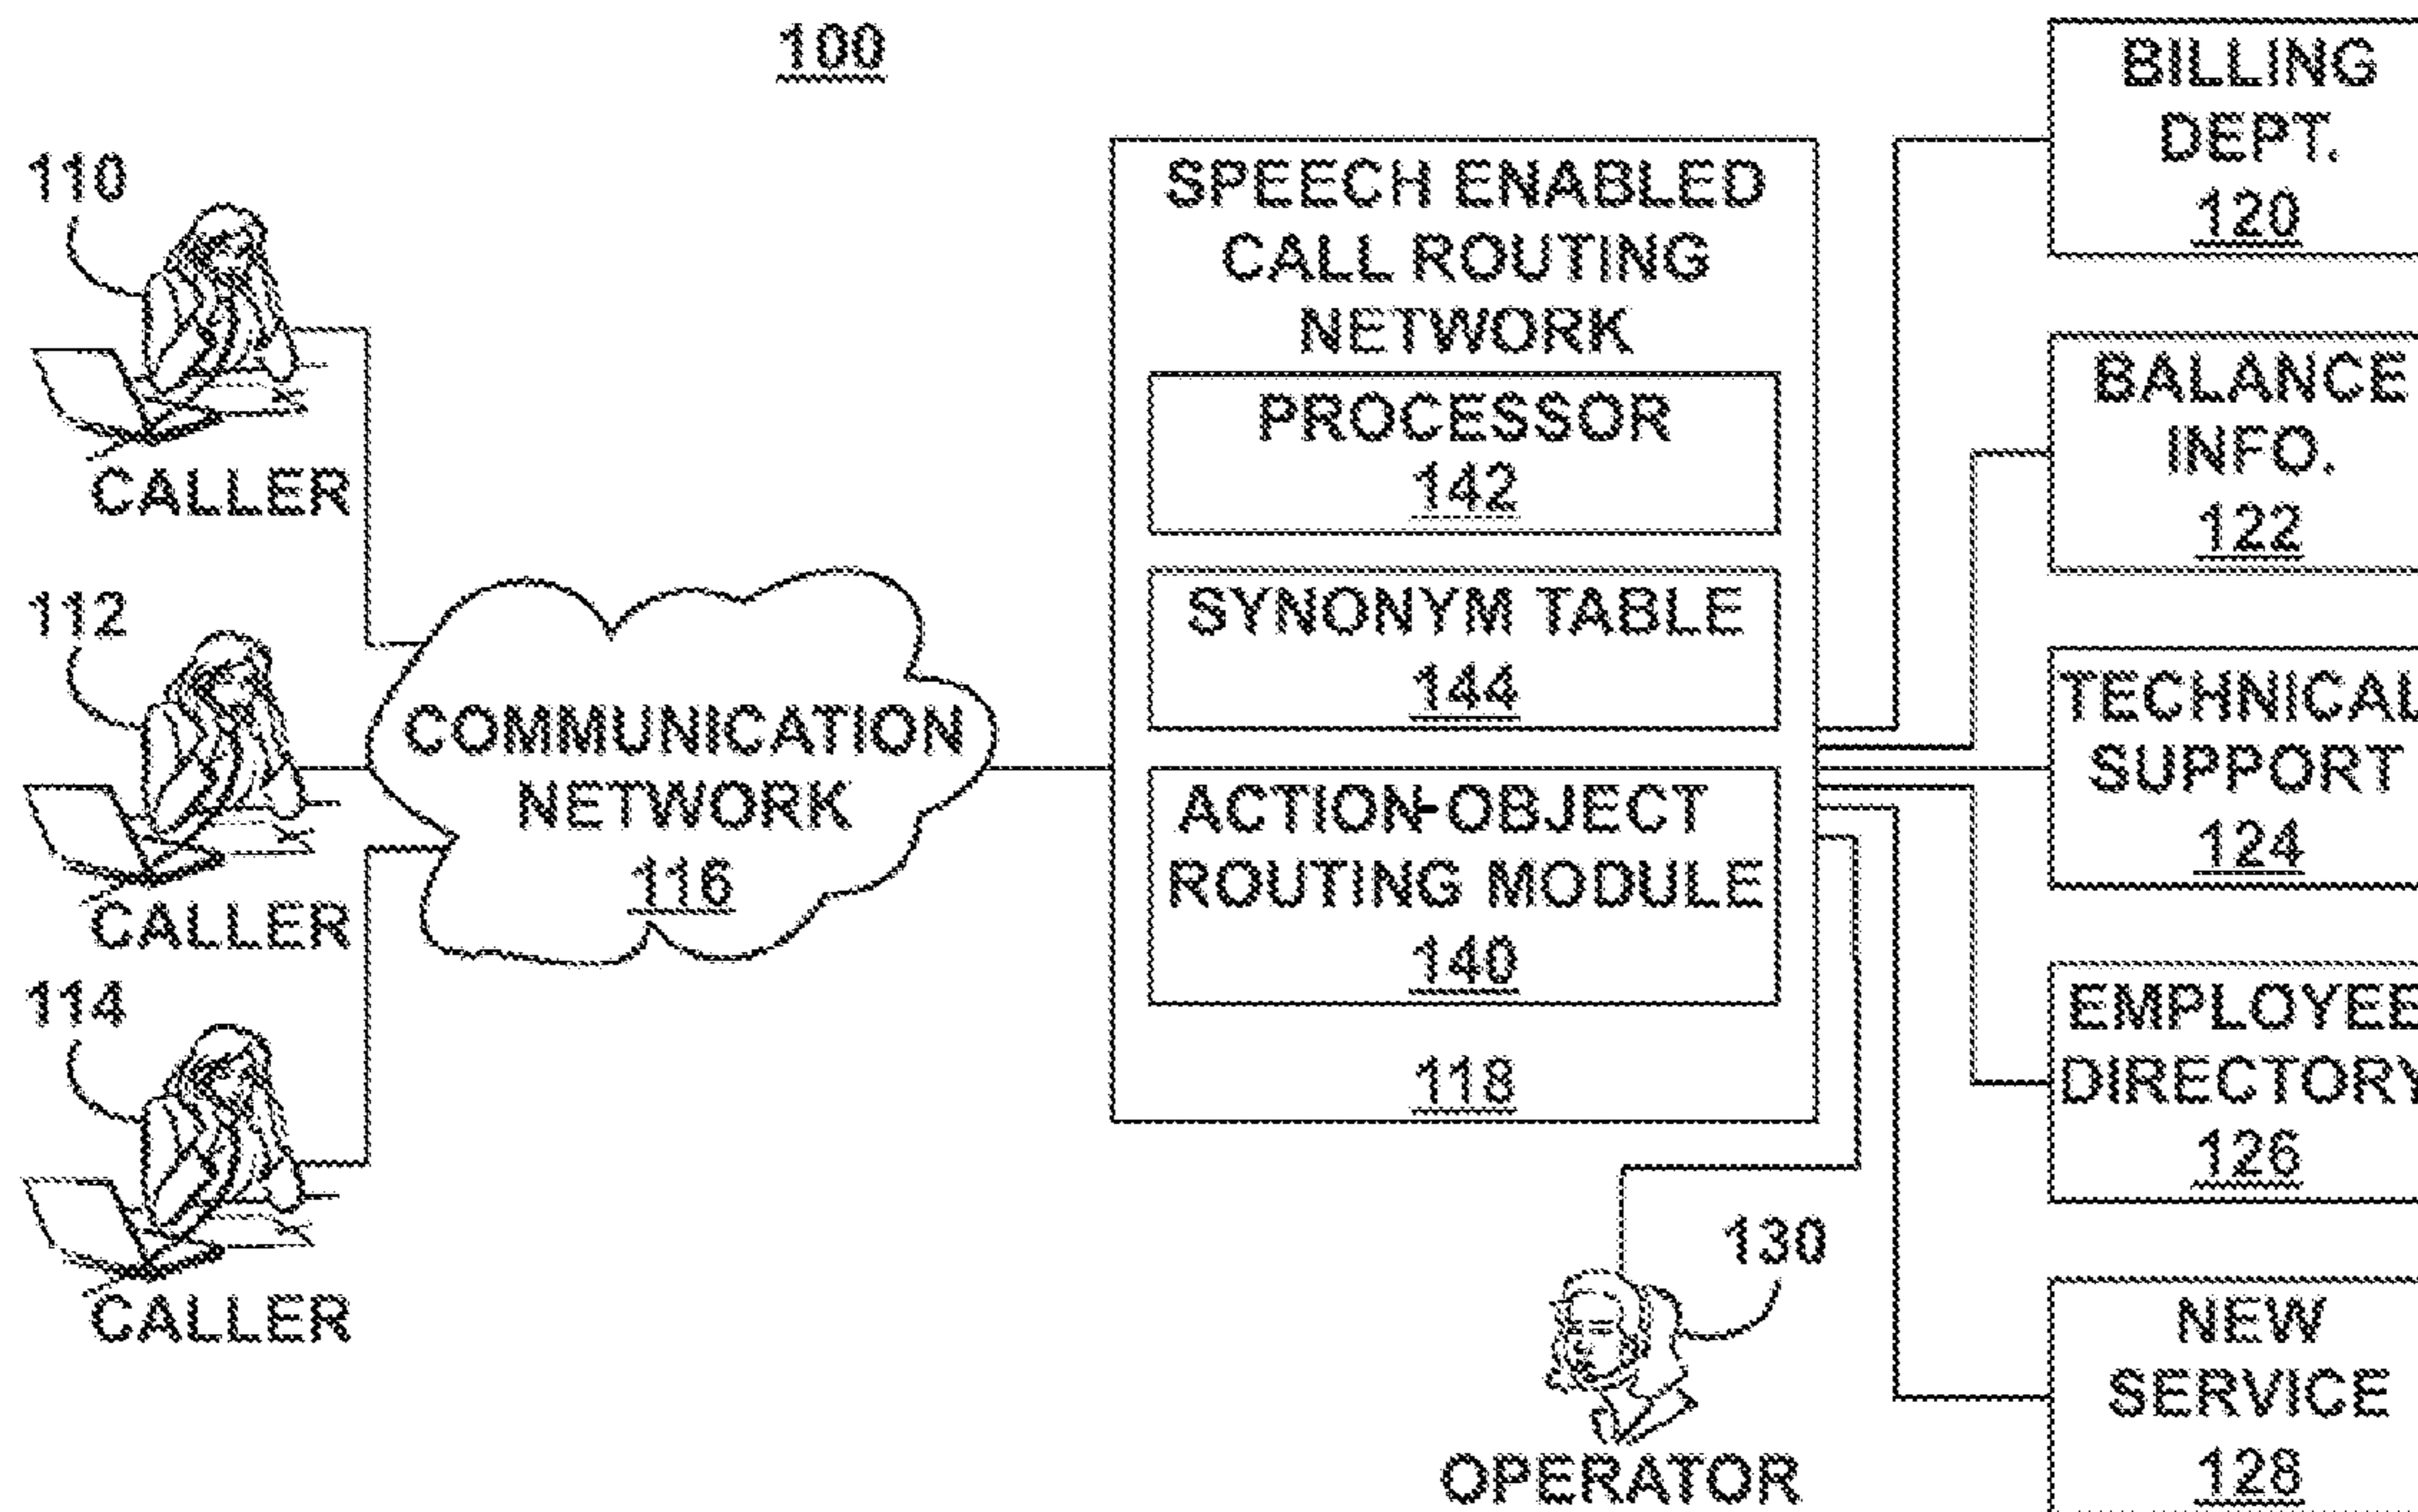 100
110
CALLER
112
CALLER
114
CALLER
COMMUNICATION
NETWORK
116
SPEECH ENABLED
CALL ROUTING
NETWORK
PROCESSOR
142
SYNONYM TABLE
144
ACTION-OBJECT
ROUTING MODULE
140
118
130
OPERATOR
BILLING
DEPT.
120
BALANCE
INFO.
122
TECHNICAL
SUPPORT
124
EMPLOYEE
DIRECTORY
126
NEW
SERVICE
128